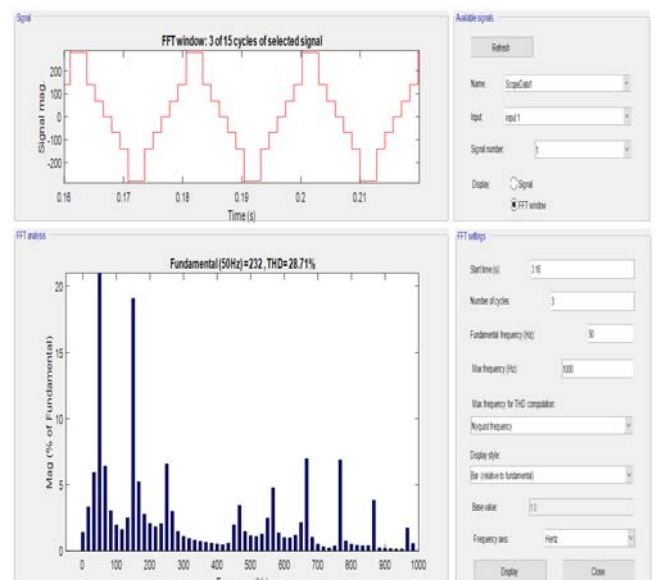 Signal
FFT window: 3 of 15 cycles of selected signal
Signal mag.
200
100
0
-100
-200
0.16
0.17
0.18
0.19
0.2
0.21
Time (s)
Available signals
Refresh
Name:
ScopeData1
Input:
input 1
Signal number:
1
Display:
Signal
FFT window
FFT analysis
Fundamental (50Hz) = 232 , THD= 28.71%
Mag (% of Fundamental)
20
15
10
5
0
0
100
200
300
400
500
600
700
800
900
1000
FFT settings
Start time (s):
Number of cycles:
3
Fundamental frequency (Hz):
50
Max frequency (Hz):
1000
Max frequency for THD computation:
Nyquist frequency
Display style:
Bar (relative to fundamental)
Base value:
1.0
Frequency axis:
Hertz
Display
Close